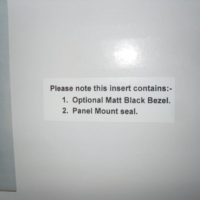 Please note this insert contains:-
1. Optional Matt Black Bezel.
2. Panel Mount seal.